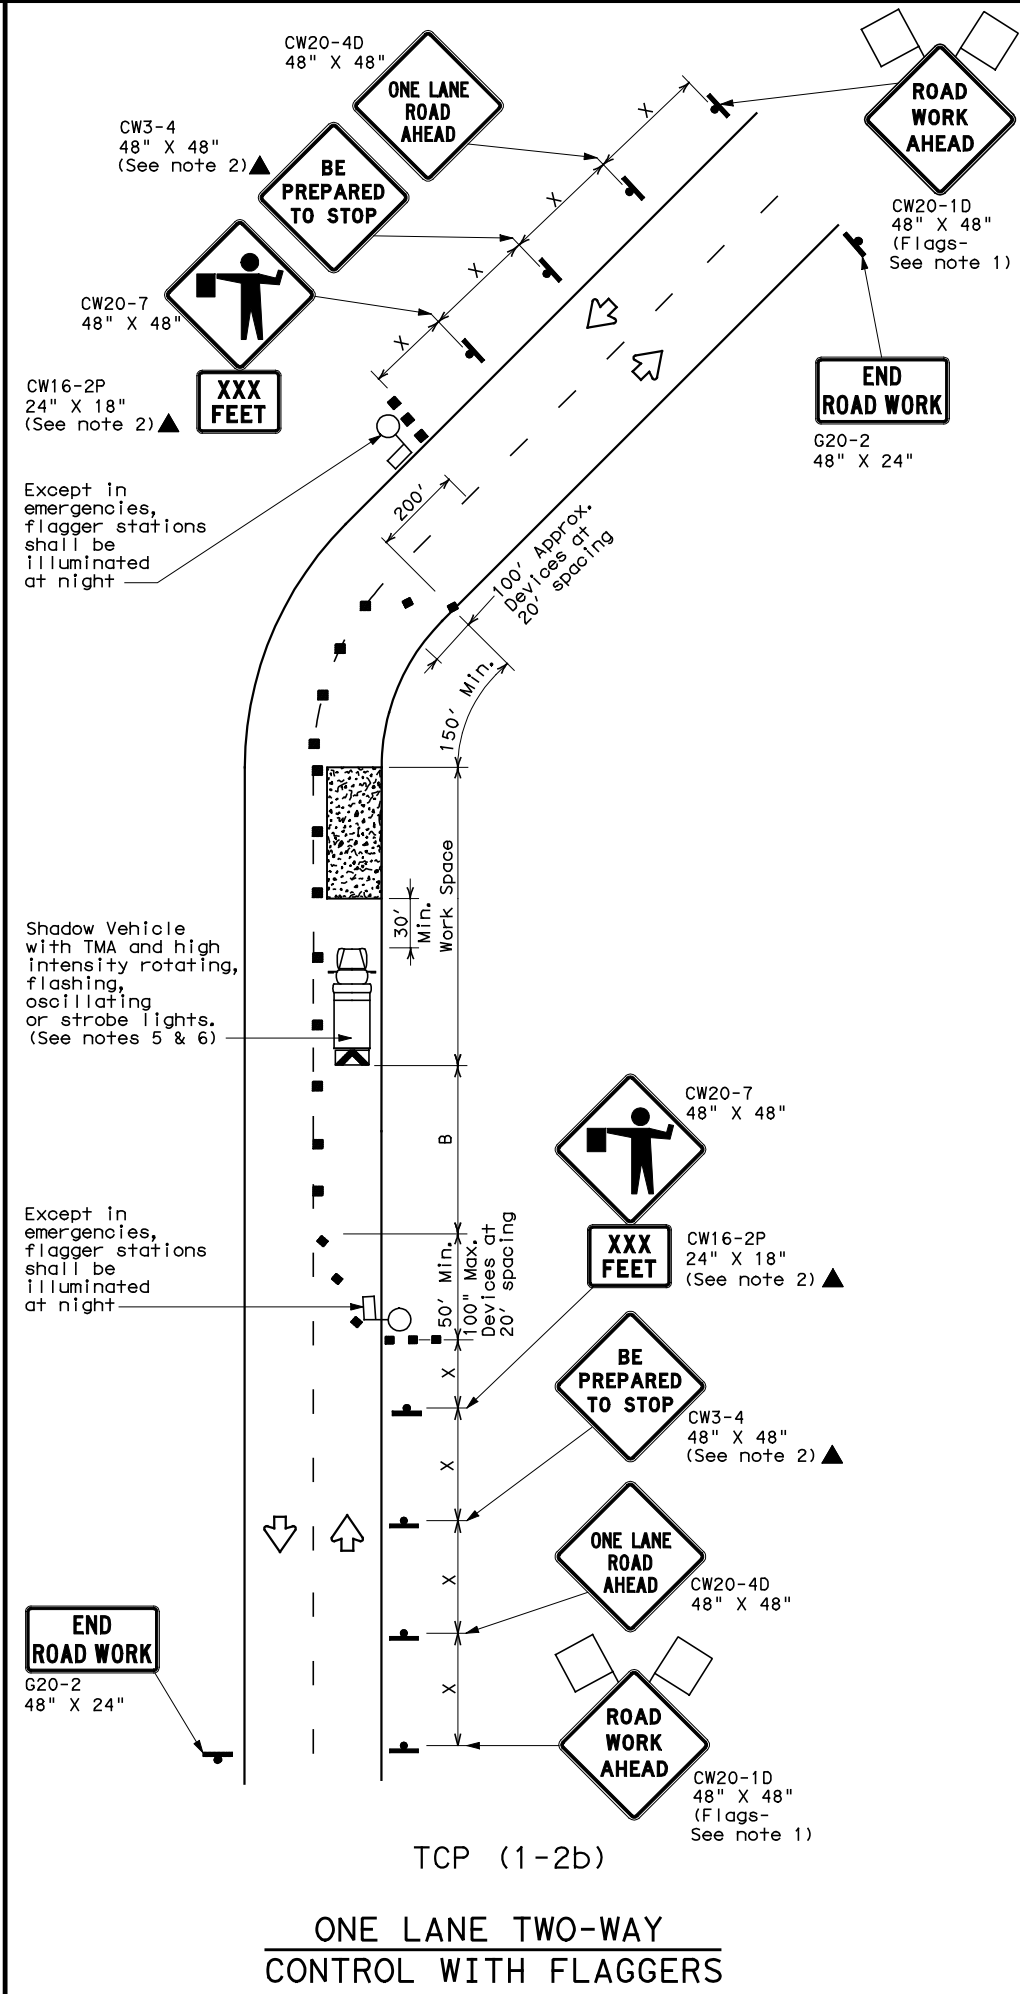 CW20-4D
48" X 48"
ONE LANE
ROAD
AHEAD
ROAD
WORK
AHEAD
CW20-1D
48" X 48"
(Flags-
See note 1)
CW3-4
48" X 48"
(See note 2)
BE
PREPARED
TO STOP
CW20-7
48" X 48"
CW16-2P
24" X 18"
(See note 2)
XXX
FEET
X
X
X
X
END
ROAD WORK
G20-2
48" X 24"
Except in
emergencies,
flagger stations
shall be
illuminated
at night
200'
100' Approx.
Devices at
20' spacing
150' Min.
Work Space
30'
Min.
Shadow Vehicle
with TMA and high
intensity rotating,
flashing,
oscillating
or strobe lights.
(See notes 5 & 6)
B
CW20-7
48" X 48"
XXX
FEET
CW16-2P
24" X 18"
(See note 2)
Except in
emergencies,
flagger stations
shall be
illuminated
at night
50' Min.
100" Max.
Devices at
20' spacing
X
X
X
X
BE
PREPARED
TO STOP
CW3-4
48" X 48"
(See note 2)
ONE LANE
ROAD
AHEAD
CW20-4D
48" X 48"
END
ROAD WORK
G20-2
48" X 24"
ROAD
WORK
AHEAD
CW20-1D
48" X 48"
(Flags-
See note 1)
TCP (1-2b)
ONE LANE TWO-WAY
CONTROL WITH FLAGGERS